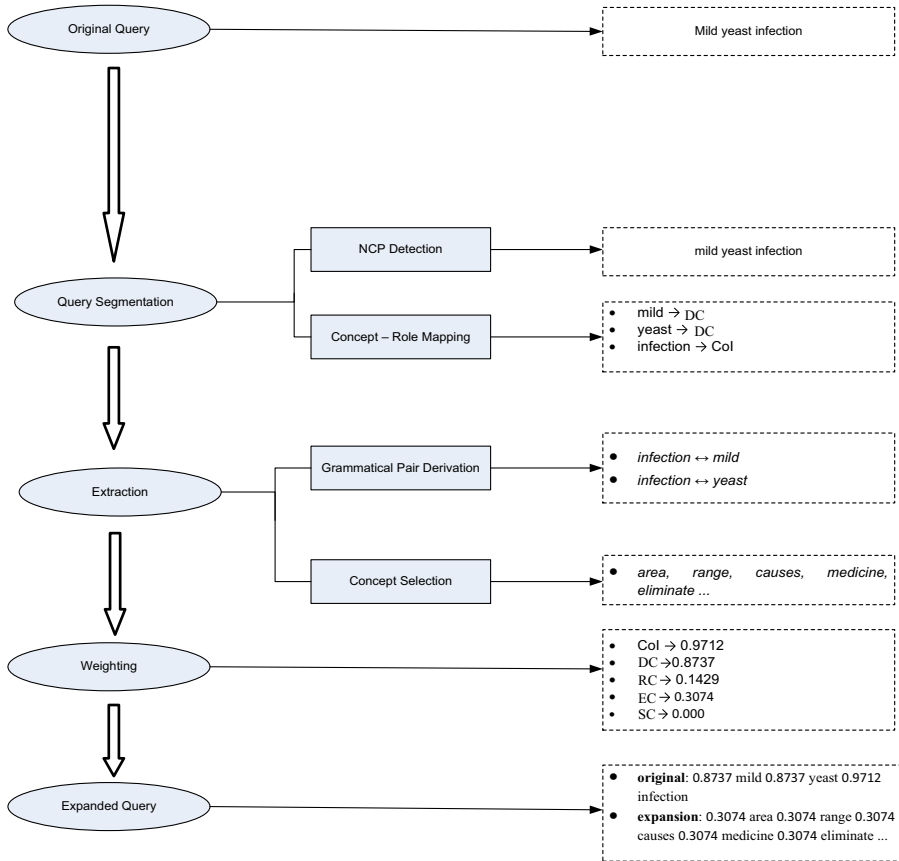 Original Query
Mild yeast infection
NCP Detection
mild yeast infection
Query Segmentation
Concept – Role Mapping
• mild → DC
• yeast → DC
• infection → CoI
Grammatical Pair Derivation
• infection ↔ mild
• infection ↔ yeast
Extraction
Concept Selection
• area, range, causes, medicine,
eliminate ...
Weighting
• CoI → 0.9712
• DC → 0.8737
• RC → 0.1429
• EC → 0.3074
• SC → 0.000
Expanded Query
• original: 0.8737 mild 0.8737 yeast 0.9712
infection
• expansion: 0.3074 area 0.3074 range 0.3074
causes 0.3074 medicine 0.3074 eliminate ...